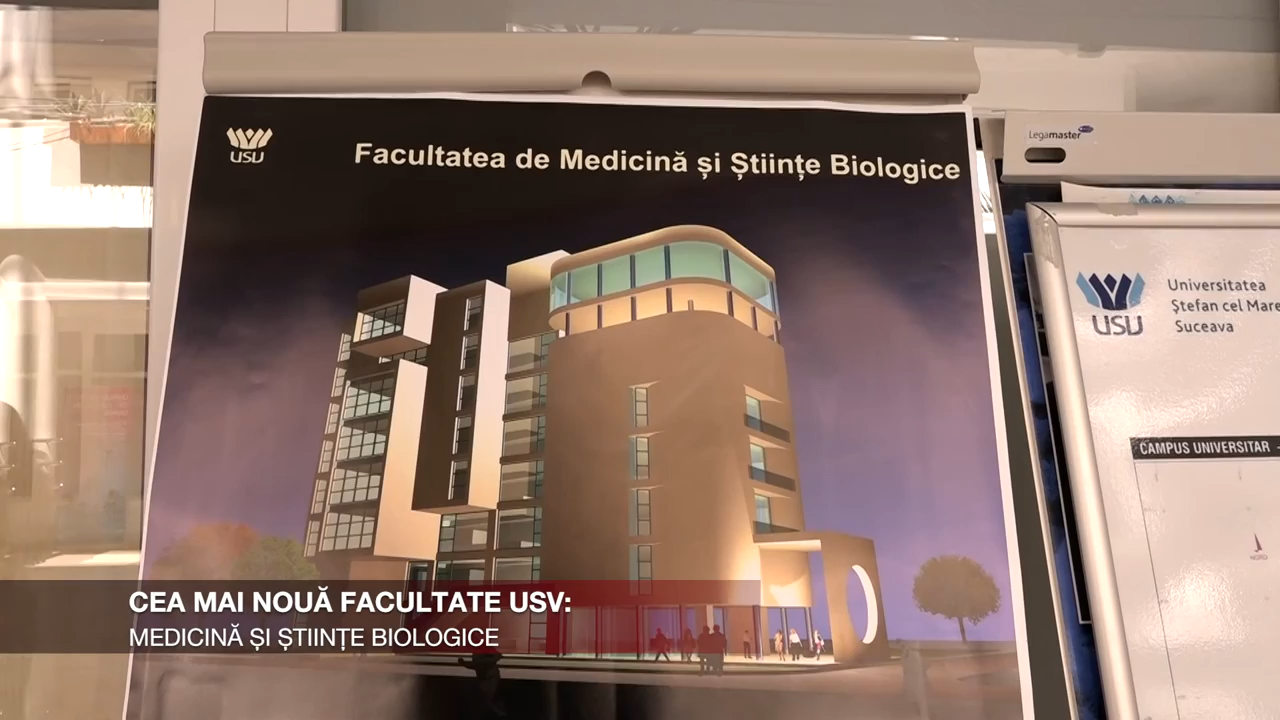 USU
Facultatea de Medicină și Științe Biologice
Legamaster
USU
Universitatea
Ștefan cel Mare
Suceava
CAMPUS UNIVERSITAR -
NORD
CEA MAI NOUĂ FACULTATE USV:
MEDICINĂ ȘI ȘTIINȚE BIOLOGICE